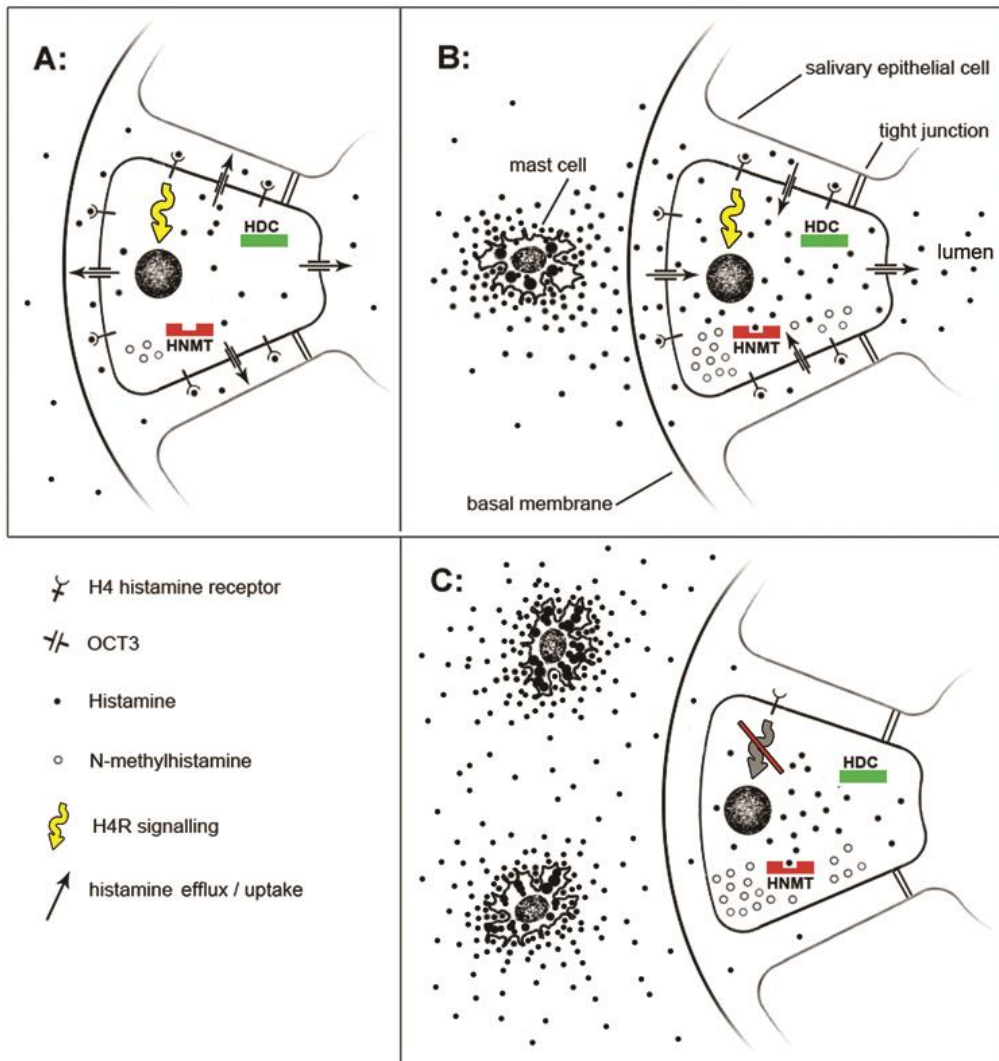 A:
HDC
HNMT
B:
salivary epithelial cell
tight junction
mast cell
HDC
lumen
HNMT
basal membrane
H4 histamine receptor
OCT3
Histamine
N-methylhistamine
H4R signalling
histamine efflux / uptake
C:
HDC
HNMT